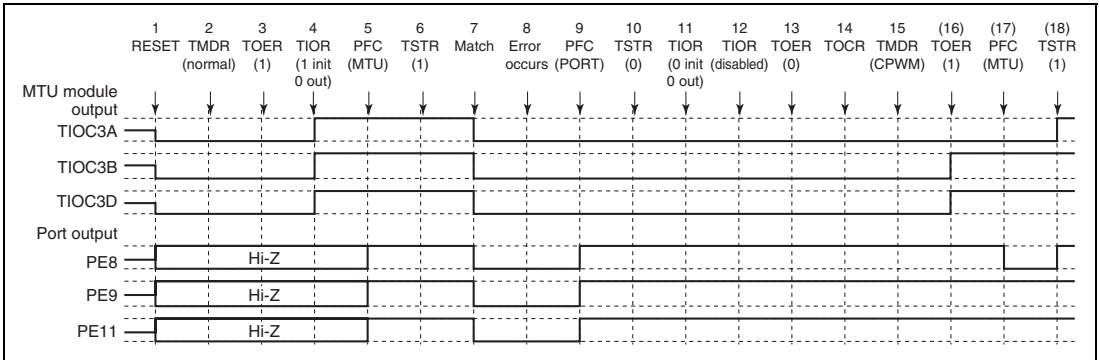 1 2 3 4 5 6 7 8 9 10 11 12 13 14 15 (16) (17) (18)
RESET TMDR TOER TIOR PFC TSTR Match Error PFC TSTR TIOR TIOR TOER TOCR TMDR TOER PFC TSTR
(normal) (1) (1 init (MTU) (1) occurs (PORT) (0) (0 init (disabled) (0) (CPWM) (1) (MTU) (1)
0 out) 0 out)
MTU module
output
TIOC3A
TIOC3B
TIOC3D
Port output
PE8 Hi-Z
PE9 Hi-Z
PE11 Hi-Z